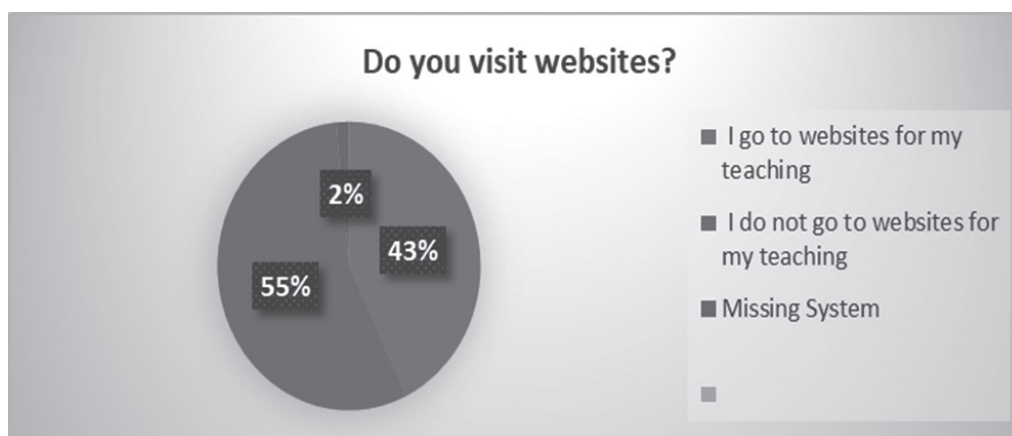 Do you visit websites?
2%
43%
55%
I go to websites for my
teaching
I do not go to websites for
my teaching
Missing System